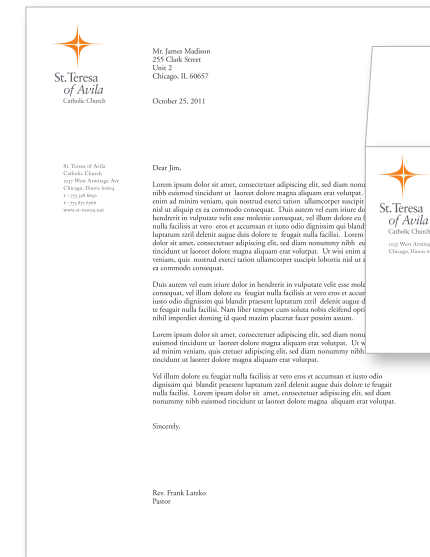 St. Teresa
of Avila
Catholic Church
Mr. James Madison
255 Clark Street
Unit 2
Chicago, IL 60657
October 25, 2011
St. Teresa of Avila
Catholic Church
1037 West Armitage Ave
Chicago, Illinois 60614
www.st-teresa.net
Dear Jim,
Lorem ipsum dolor sit amet, consectetuer adipiscing elit, sed diam nonu
nibh euismod tincidunt ut laoreet dolore magna aliquam erat volutpat.
enim ad minim veniam, quis nostrud exerci tation ullamcorper suscipit
nisl ut aliquip ex ea commodo consequat. Duis autem vel eum iriure do
hendrerit in vulputate velit esse molestie consequat, vel illum dolore eu f
nulla facilisis at vero eros et accumsan et iusto odio dignissim qui bland
luptatum zzril delenit augue duis dolore te feugait nulla facilisi. Lorem
dolor sit amet, consectetuer adipiscing elit, sed diam nonummy nibh eu
tincidunt ut laoreet dolore magna aliquam erat volutpat. Ut wisi enim a
veniam, quis nostrud exerci tation ullamcorper suscipit lobortis nisl ut a
ea commodo consequat.
Duis autem vel eum iriure dolor in hendrerit in vulputate velit esse mole
consequat, vel illum dolore eu feugiat nulla facilisis at vero eros et accum
iusto odio dignissim qui blandit praesent luptatum zzril delenit augue d
te feugait nulla facilisi. Nam liber tempor cum soluta nobis eleifend opti
nibil imperdiet doming id quod mazim placerat facer possim assum.
Lorem ipsum dolor sit amet, consectetuer adipiscing elit, sed diam nonu
euismod tincidunt ut laoreet dolore magna aliquam erat volutpat. Ut w
ad minim veniam, quis ctetuer adipiscing elit, sed diam nonummy nibh
tincidunt ut laoreet dolore magna aliquam erat volutpat.
Vel illum dolore eu feugiat nulla facilisis at vero eros et accumsan et iusto odio
dignissim qui blandit praesent luptatum zzril delenit augue duis dolore te feugait
nulla facilisi. Lorem ipsum dolor sit amet, consectetuer adipiscing elit, sed diam
nonummy nibh euismod tincidunt ut laoreet dolore magna aliquam erat volutpat.
Sincerely,
Rev. Frank Latzko
Pastor
St. Teresa
of Avila
Catholic Church
1037 West Armitag
Chicago, Illinois 6